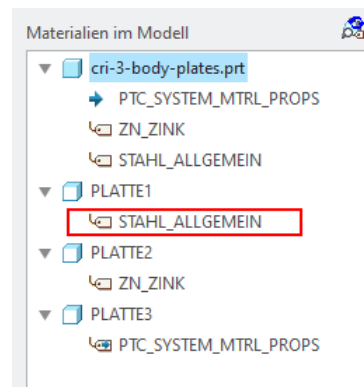 Materialien im Modell
cri-3-body-plates.prt
PTC_SYSTEM_MTRL_PROPS
ZN_ZINK
STAHL_ALLGEMEIN
PLATTE1
STAHL_ALLGEMEIN
PLATTE2
ZN_ZINK
PLATTE3
PTC_SYSTEM_MTRL_PROPS